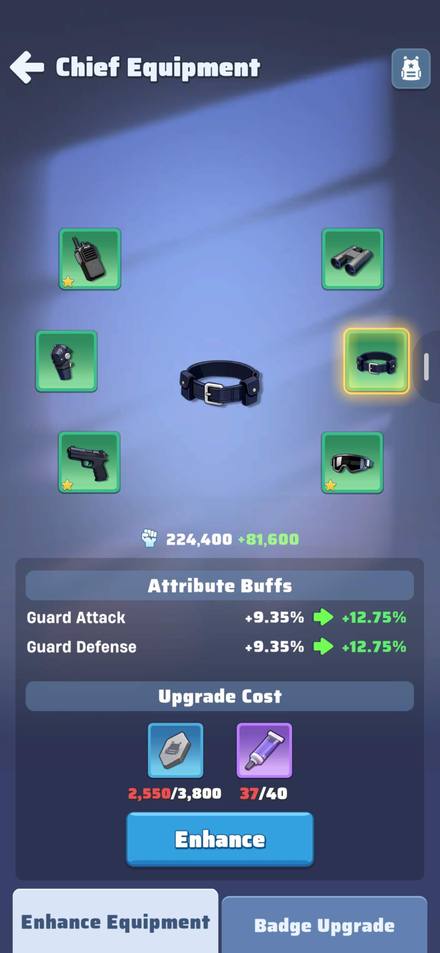 Chief Equipment
224,400 +81,600
Attribute Buffs
Guard Attack +9.35% +12.75%
Guard Defense +9.35% +12.75%
Upgrade Cost
2,550/3,800 37/40
Enhance
Enhance Equipment Badge Upgrade